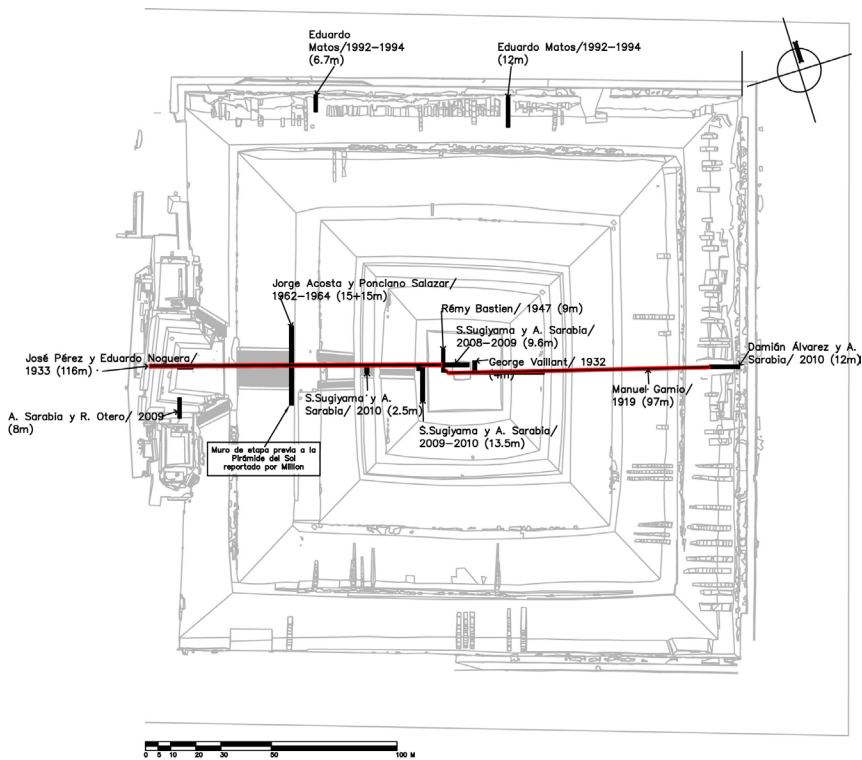 Eduardo
Matos/1992-1994
(6.7m)
Eduardo Matos/1992-1994
(12m)
Jorge Acosta y Ponciano Salazar/
1962-1964 (15+15m)
Rémy Bastien/1947 (9m)
S.Sugiyama y A. Sarabia/
2008-2009 (9.6m)
George Vaillant/ 1932
(4m)
Damián Álvarez y A.
Sarabia/ 2010 (12m)
José Pérez y Eduardo Noguera/
1933 (116m)
Manuel Gamio/
1919 (97m)
S.Sugiyama y A.
Sarabia/ 2010 (2.5m)
A. Sarabia y R. Otero/ 2009
(8m)
S.Sugiyama y A. Sarabia/
2009-2010 (13.5m)
Muro de etapa previa a la
Pirámide del Sol
reportado por Million
0 5 10 20 30 50 100 M